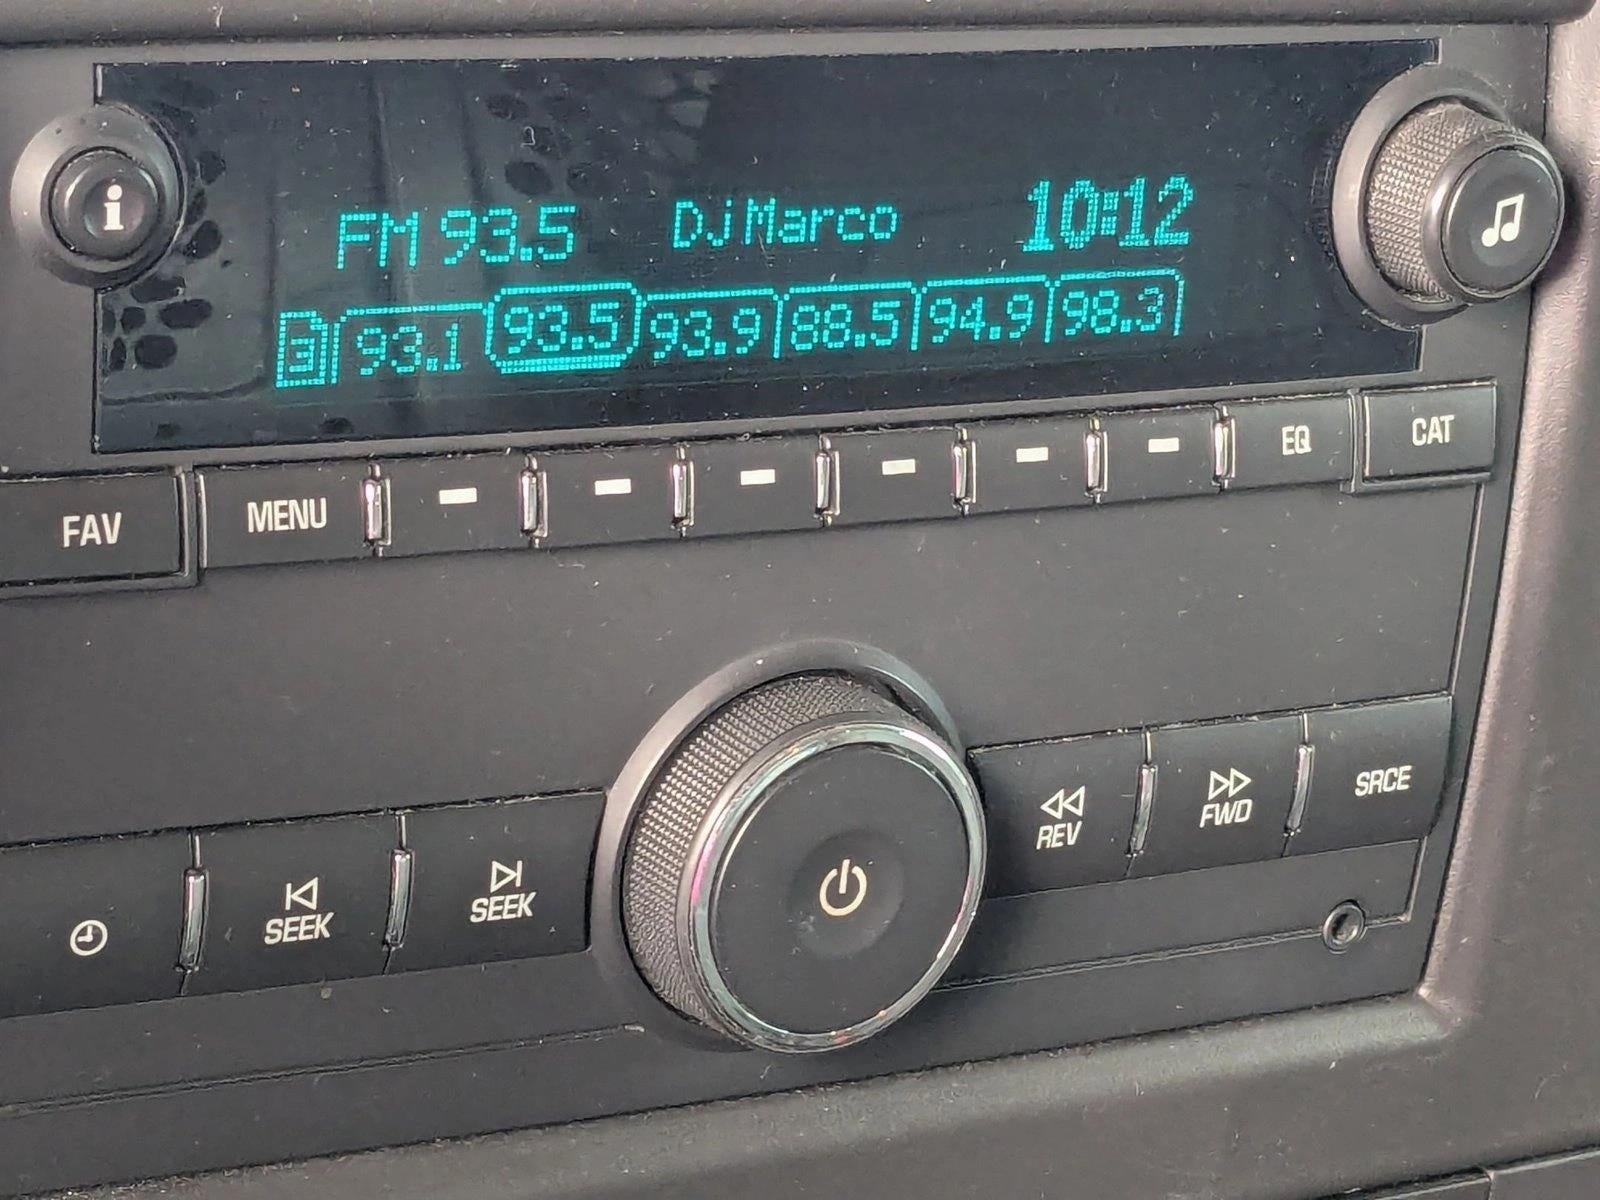 i
FM 93.5 DJ Marco 10:12
3 93.1 93.5 93.9 88.5 94.9 98.3
FAV MENU EQ CAT
SEEK SEEK REV FWD SRCE